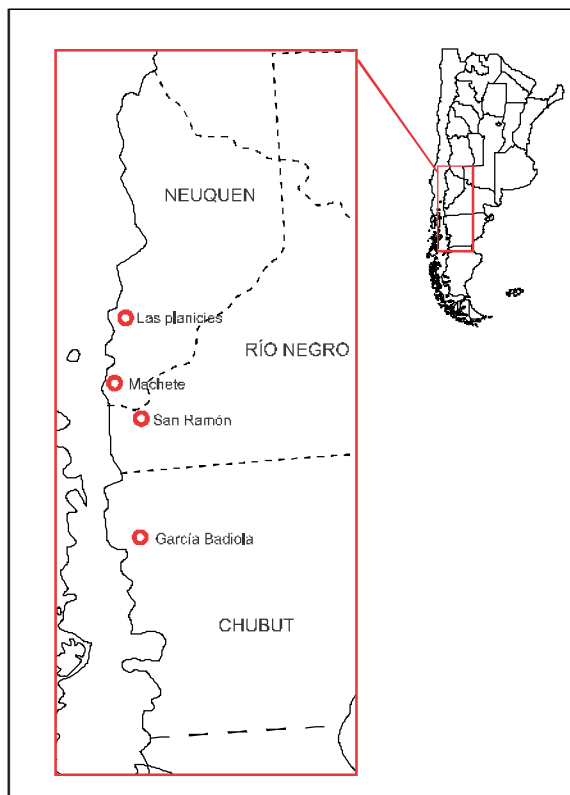 NEUQUEN
Las planicies
RÍO NEGRO
Machete
San Ramón
García Badiola
CHUBUT